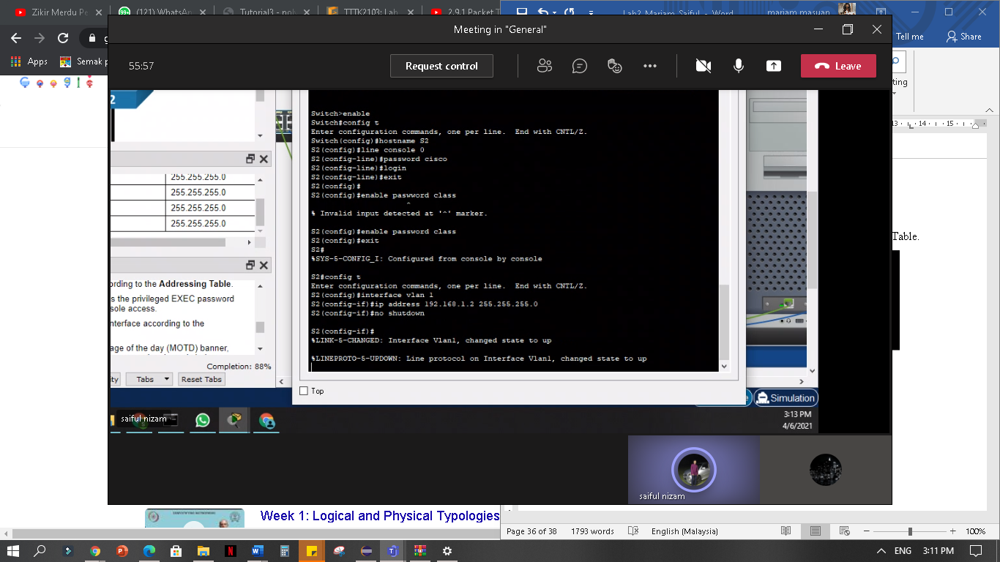 Zikir Merdu Pe
(121) WhatsAp
Tutorial3 - poly
TTTK2103: Lab
2.9.1 Packet T
Lab2_Mariam_Saiful - Word
mariam masuan
Tell me
Share
Apps
Semak p
Meeting in "General"
55:57
Request control
Leave
ting
13
14
15
2
255.255.255.0
255.255.255.0
255.255.255.0
255.255.255.0
ording to the Addressing Table.
s the privileged EXEC password
sole access.
nterface according to the
age of the day (MOTD) banner,
Completion: 88%
ity
Tabs
Reset Tabs
Switch>enable
Switch#config t
Enter configuration commands, one per line. End with CNTL/Z.
Switch(config)#hostname S2
S2(config)#line console 0
S2(config-line)#password cisco
S2(config-line)#login
S2(config-line)#exit
S2(config)#
S2(config)#enable paswword class
^
% Invalid input detected at '^' marker.
S2(config)#enable password class
S2(config)#exit
S2#
%SYS-5-CONFIG_I: Configured from console by console
S2#config t
Enter configuration commands, one per line. End with CNTL/Z.
S2(config)#interface vlan 1
S2(config-if)#ip address 192.168.1.2 255.255.255.0
S2(config-if)#no shutdown
S2(config-if)#
%LINK-5-CHANGED: Interface Vlan1, changed state to up
%LINEPROTO-5-UPDOWN: Line protocol on Interface Vlan1, changed state to up
Top
Table.
Simulation
saiful nizam
3:13 PM
4/6/2021
saiful nizam
Week 1: Logical and Physical Typologies
Page 36 of 38
1793 words
English (Malaysia)
100%
ENG
3:11 PM